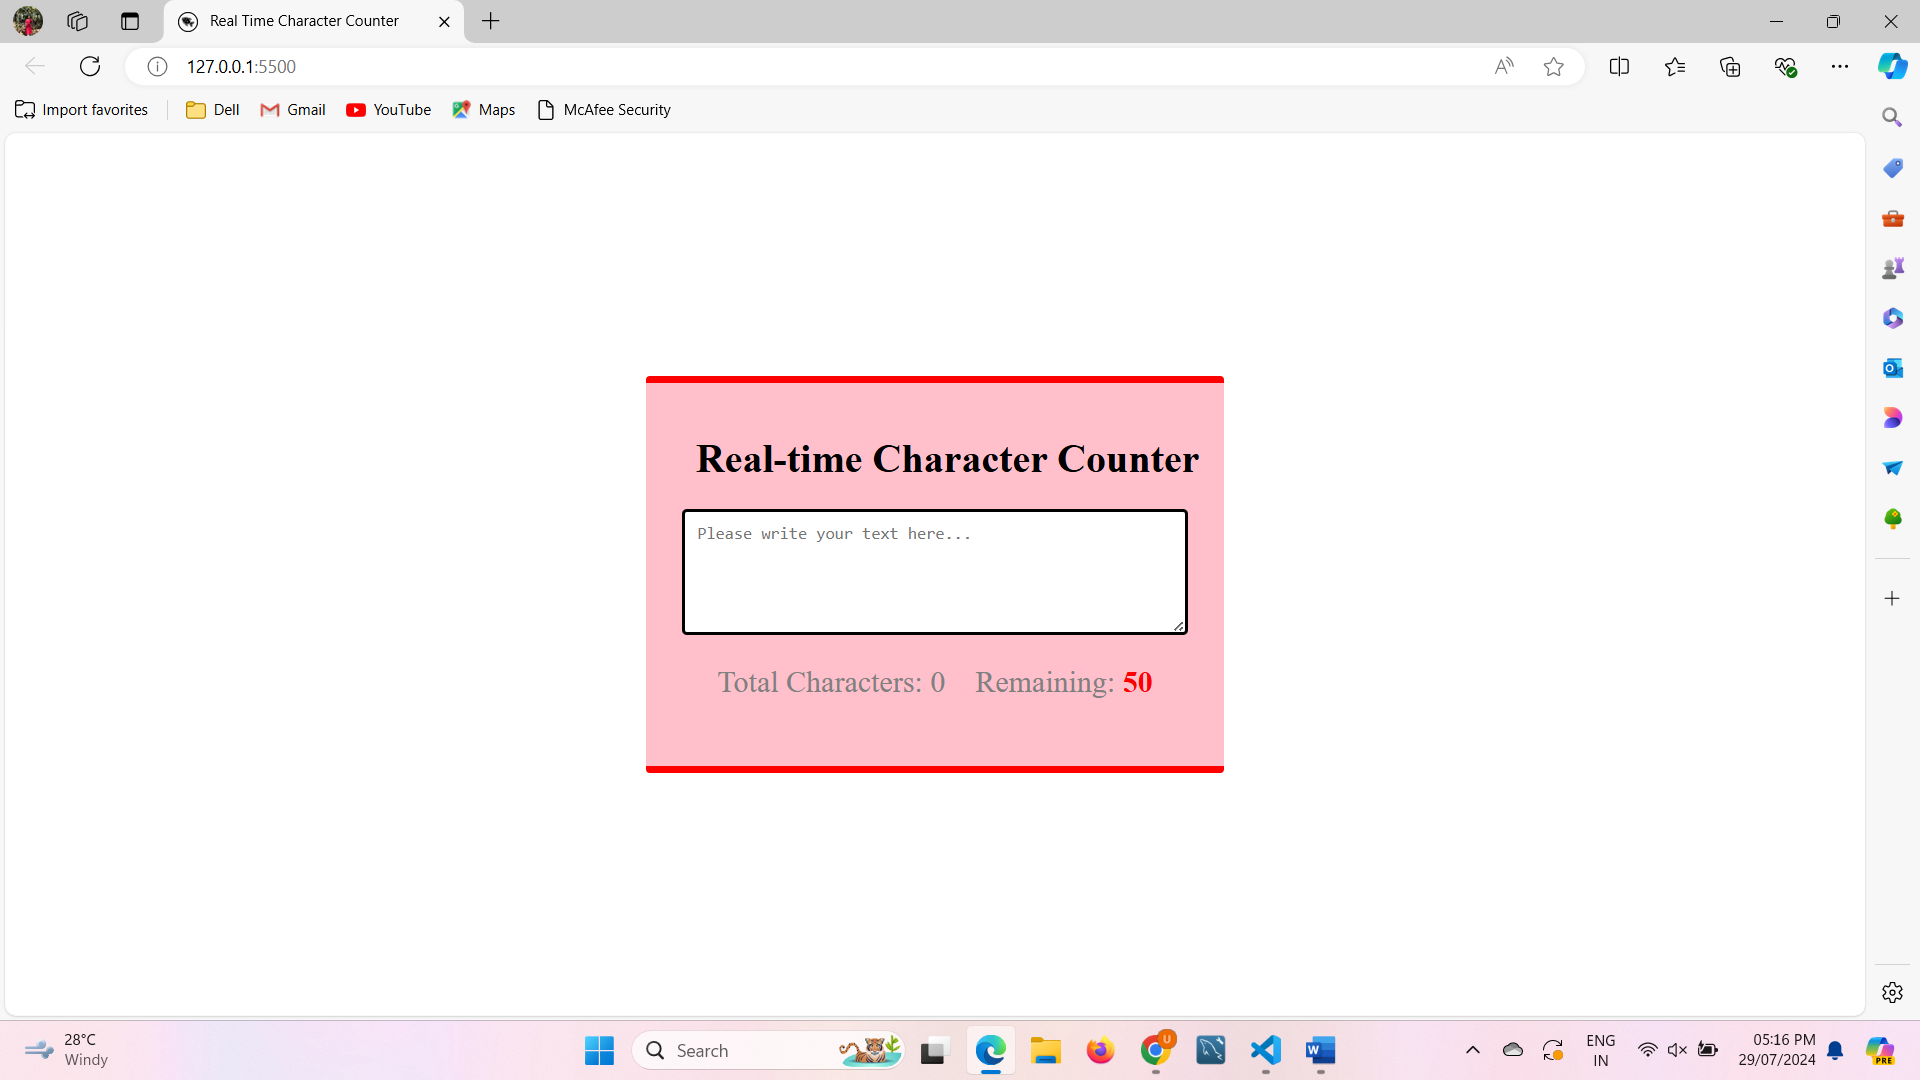 Real Time Character Counter
127.0.0.1:5500
Import favorites Dell Gmail YouTube Maps McAfee Security
Real-time Character Counter
Please write your text here...
Total Characters: 0 Remaining: 50
28°C
Windy
Search
U
W
ENG
IN
05:16 PM
29/07/2024
PRE